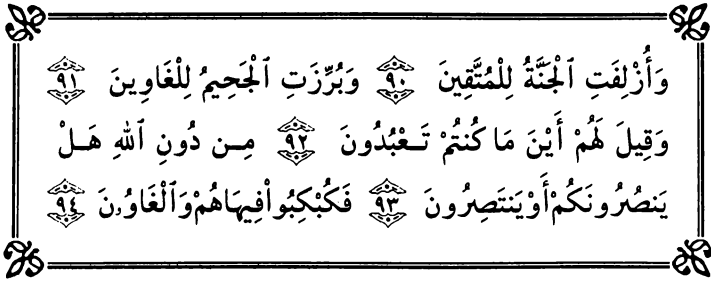 وَأُزْلِفَتِ ٱلْجَنَّةُ لِلْمُتَّقِينَ ٩٠ وَبُرِّزَتِ ٱلْجَحِيمُ لِلْغَاوِينَ ٩١
وَقِيلَ لَهُمْ أَيْنَ مَا كُنتُمْ تَعْبُدُونَ ٩٢ مِن دُونِ ٱللَّهِ هَلْ
يَنصُرُونَكُمْ أَوْ يَنتَصِرُونَ ٩٣ فَكُبْكِبُوا۟ فِيهَا هُمْ وَٱلْغَاوُۥنَ ٩٤